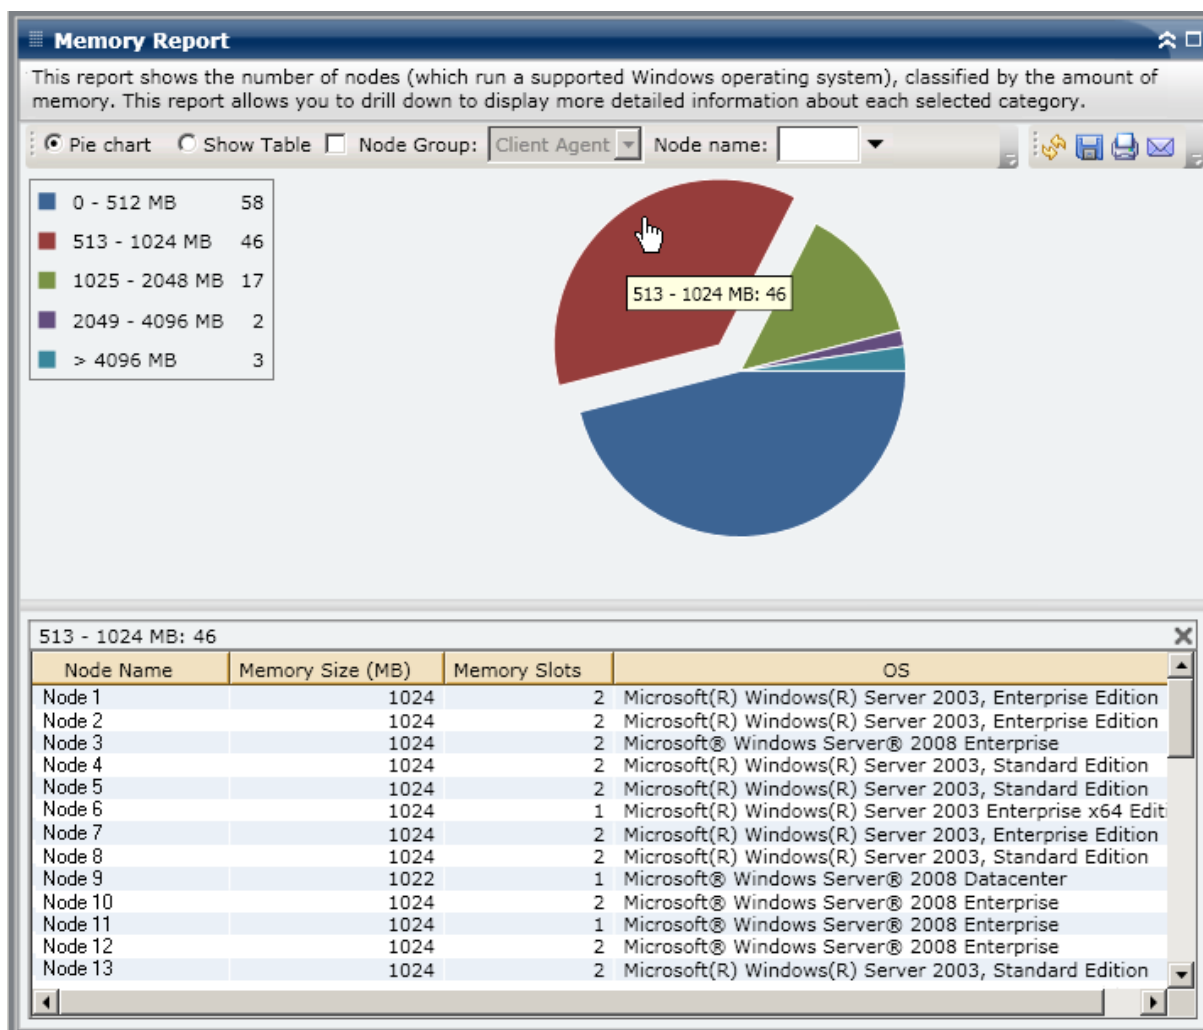 Memory Report
This report shows the number of nodes (which run a supported Windows operating system), classified by the amount of
memory. This report allows you to drill down to display more detailed information about each selected category.
Pie chart Show Table Node Group: Client Agent Node name:
0 - 512 MB 58
513 - 1024 MB 46
1025 - 2048 MB 17
2049 - 4096 MB 2
> 4096 MB 3
513 - 1024 MB: 46
513 - 1024 MB: 46
Node Name Memory Size (MB) Memory Slots OS
Node 1 1024 2 Microsoft(R) Windows(R) Server 2003, Enterprise Edition
Node 2 1024 2 Microsoft(R) Windows(R) Server 2003, Enterprise Edition
Node 3 1024 2 Microsoft® Windows Server® 2008 Enterprise
Node 4 1024 2 Microsoft(R) Windows(R) Server 2003, Standard Edition
Node 5 1024 2 Microsoft(R) Windows(R) Server 2003, Standard Edition
Node 6 1024 1 Microsoft(R) Windows(R) Server 2003 Enterprise x64 Editi
Node 7 1024 2 Microsoft(R) Windows(R) Server 2003, Enterprise Edition
Node 8 1024 2 Microsoft(R) Windows(R) Server 2003, Standard Edition
Node 9 1022 1 Microsoft® Windows Server® 2008 Datacenter
Node 10 1024 2 Microsoft® Windows Server® 2008 Enterprise
Node 11 1024 1 Microsoft® Windows Server® 2008 Enterprise
Node 12 1024 2 Microsoft® Windows Server® 2008 Enterprise
Node 13 1024 2 Microsoft(R) Windows(R) Server 2003, Standard Edition